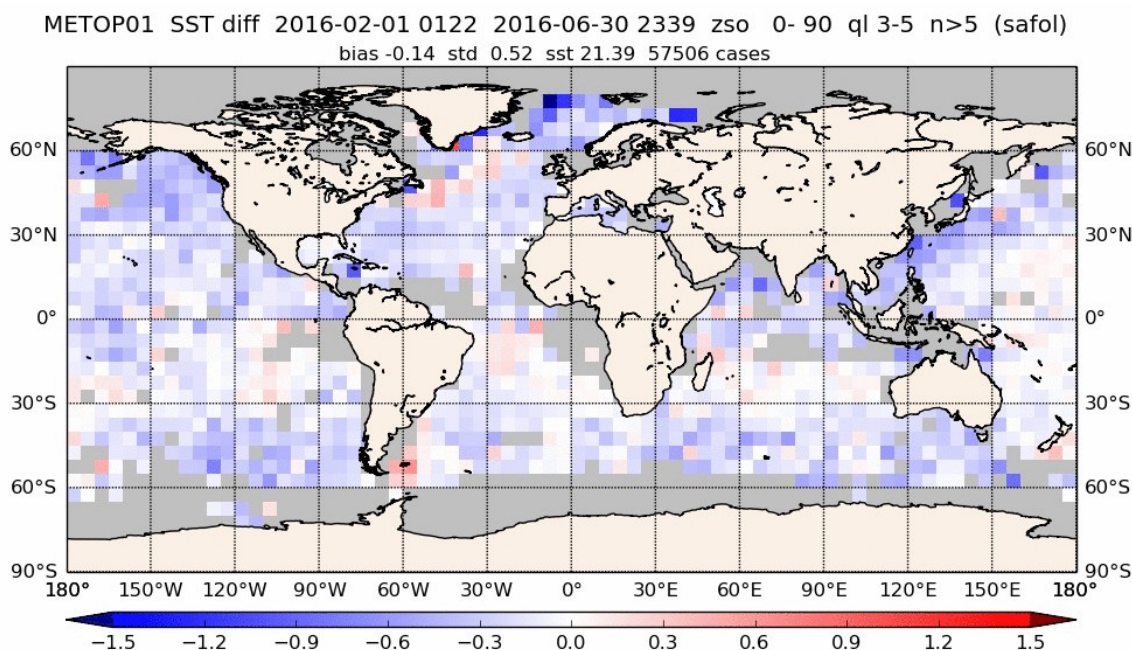 METOP01 SST diff 2016-02-01 0122 2016-06-30 2339 zso 0- 90 ql 3-5 n>5 (safol)
bias -0.14 std 0.52 sst 21.39 57506 cases
60°N 60°N
30°N 30°N
0° 0°
30°S 30°S
60°S 60°S
90°S 90°S
180° 150°W 120°W 90°W 60°W 30°W 0° 30°E 60°E 90°E 120°E 150°E 180°
−1.5 −1.2 −0.9 −0.6 −0.3 0.0 0.3 0.6 0.9 1.2 1.5